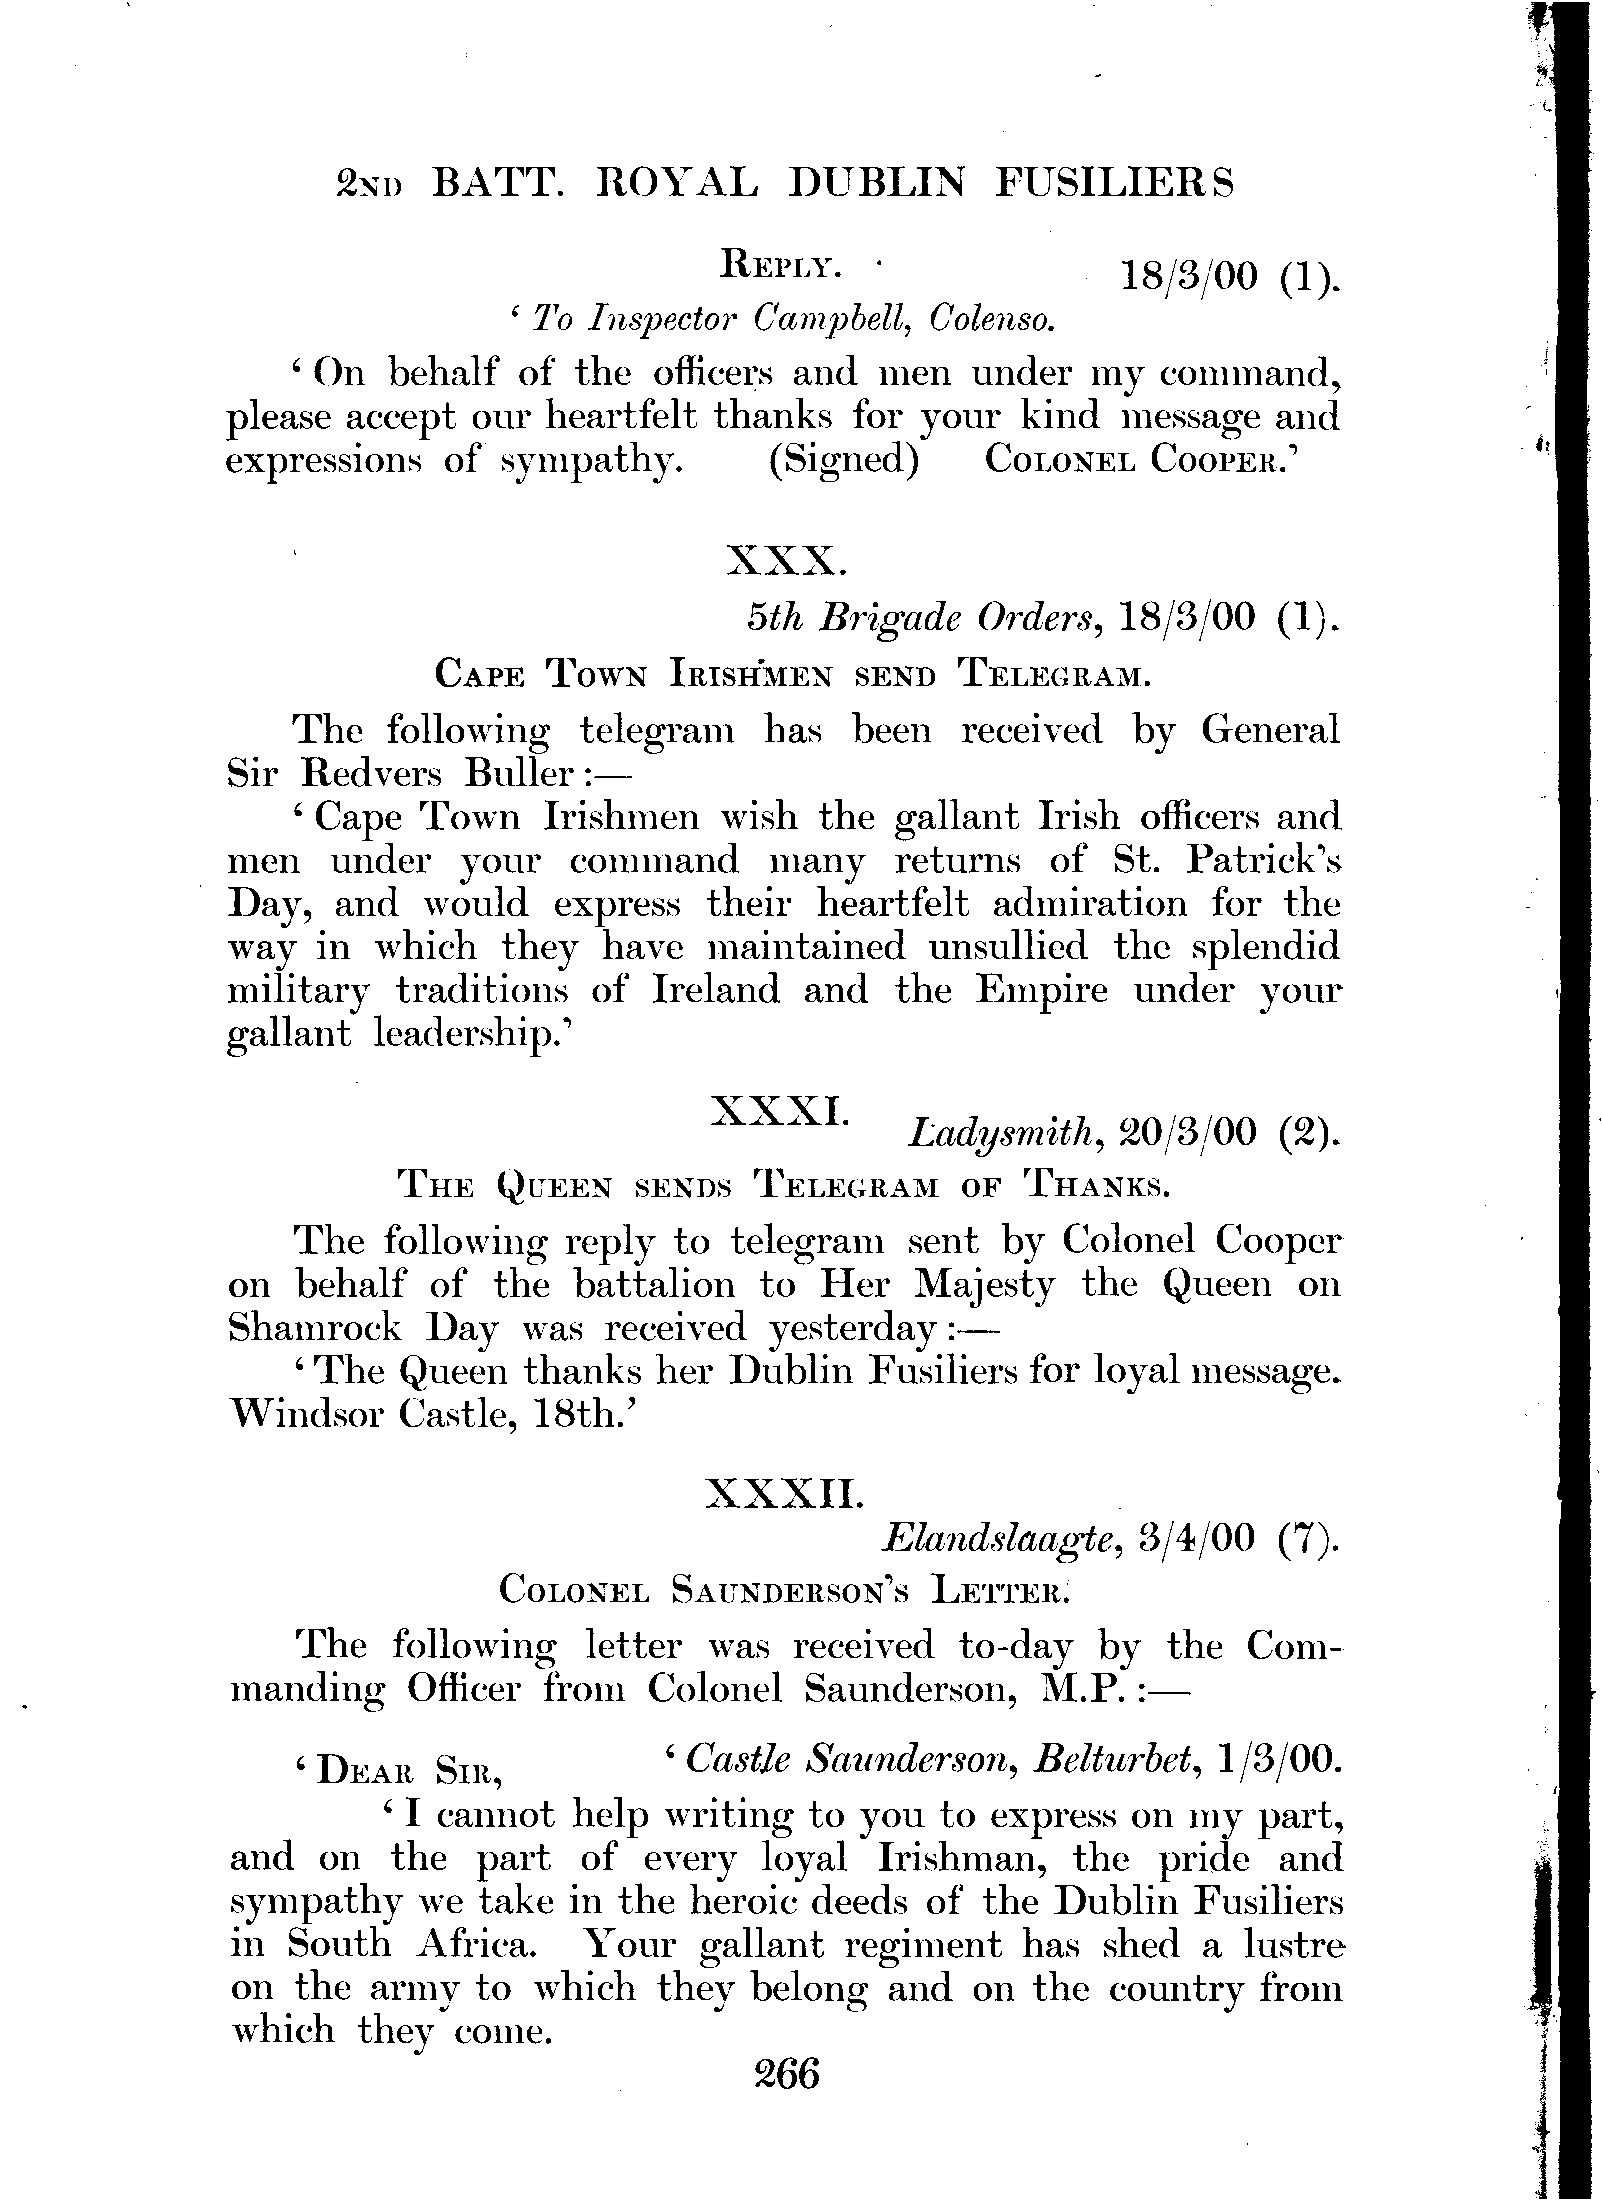 2ND BATT. ROYAL DUBLIN FUSILIERS
REPLY. 18/3/00 (1).
‘ To Inspector Campbell, Colenso.
‘ On behalf of the officers and men under my command,
please accept our heartfelt thanks for your kind message and
expressions of sympathy. (Signed) COLONEL COOPER.’
XXX.
5th Brigade Orders, 18/3/00 (1).
CAPE TOWN IRISHMEN SEND TELEGRAM.
The following telegram has been received by General
Sir Redvers Buller :—
‘ Cape Town Irishmen wish the gallant Irish officers and
men under your command many returns of St. Patrick’s
Day, and would express their heartfelt admiration for the
way in which they have maintained unsullied the splendid
military traditions of Ireland and the Empire under your
gallant leadership.’
XXXI.
Ladysmith, 20/3/00 (2).
THE QUEEN SENDS TELEGRAM OF THANKS.
The following reply to telegram sent by Colonel Cooper
on behalf of the battalion to Her Majesty the Queen on
Shamrock Day was received yesterday :—
‘ The Queen thanks her Dublin Fusiliers for loyal message.
Windsor Castle, 18th.’
XXXII.
Elandslaagte, 3/4/00 (7).
COLONEL SAUNDERSON’S LETTER.
The following letter was received to-day by the Com-
manding Officer from Colonel Saunderson, M.P. :—
‘ Castle Saunderson, Belturbet, 1/3/00.
‘ DEAR SIR,
‘ I cannot help writing to you to express on my part,
and on the part of every loyal Irishman, the pride and
sympathy we take in the heroic deeds of the Dublin Fusiliers
in South Africa. Your gallant regiment has shed a lustre
on the army to which they belong and on the country from
which they come.
266